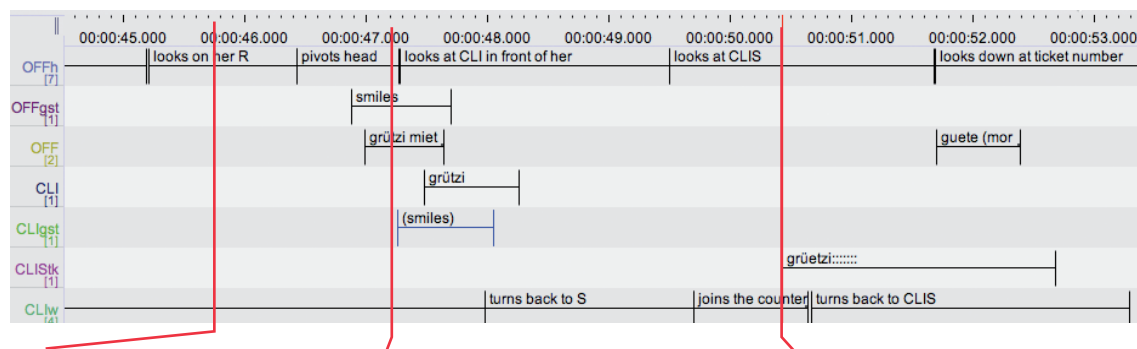 00:00:45.000 00:00:46.000 00:00:47.000 00:00:48.000 00:00:49.000 00:00:50.000 00:00:51.000 00:00:52.000 00:00:53.000
OFFh looks on her R pivots head looks at CLI in front of her looks at CLIS looks down at ticket number
[7]
OFFgst smiles
[1]
OFF grützi miet guete (mor
[2]
CLI grützi
[1]
CLIgst (smiles)
[1]
CLIStk grüetzi:::::::
[1]
CLIw turns back to S joins the counter turns back to CLIS
[4]